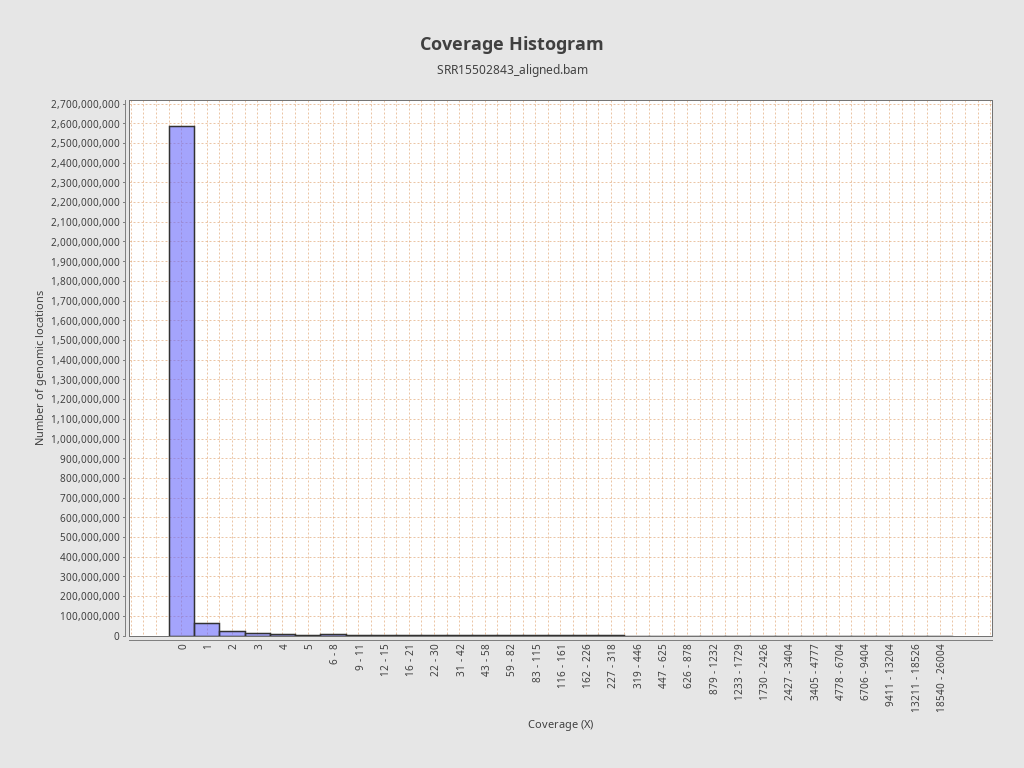 Coverage Histogram
SRR15502843_aligned.bam
Number of genomic locations
2,700,000,000
2,600,000,000
2,500,000,000
2,400,000,000
2,300,000,000
2,200,000,000
2,100,000,000
2,000,000,000
1,900,000,000
1,800,000,000
1,700,000,000
1,600,000,000
1,500,000,000
1,400,000,000
1,300,000,000
1,200,000,000
1,100,000,000
1,000,000,000
900,000,000
800,000,000
700,000,000
600,000,000
500,000,000
400,000,000
300,000,000
200,000,000
100,000,000
0
0
1
2
3
4
5
6 - 8
9 - 11
12 - 15
16 - 21
22 - 30
31 - 42
43 - 58
59 - 82
83 - 115
116 - 161
162 - 226
227 - 318
319 - 446
447 - 625
626 - 878
879 - 1232
1233 - 1729
1730 - 2426
2427 - 3404
3405 - 4777
4778 - 6704
6706 - 9404
9411 - 13204
13211 - 18526
18540 - 26004
Coverage (X)